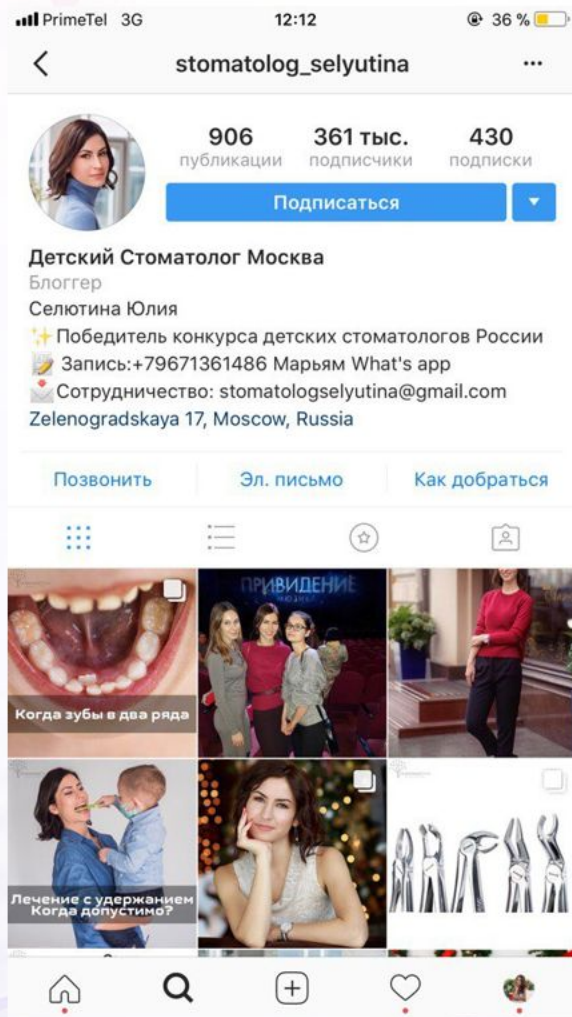 PrimeTel 3G 12:12 36 %
stomatolog_selyutina
906 361 тыс. 430
публикации подписчики подписки
Подписаться
Детский Стоматолог Москва
Блоггер
Селютина Юлия
Победитель конкурса детских стоматологов России
Запись:+79671361486 Марьям What's app
Сотрудничество: stomatologselyutina@gmail.com
Zelenogradskaya 17, Moscow, Russia
Позвонить Эл. письмо Как добраться
ПРИВИДЕНИЕ
Когда зубы в два ряда
Лечение с удержанием
Когда допустимо?